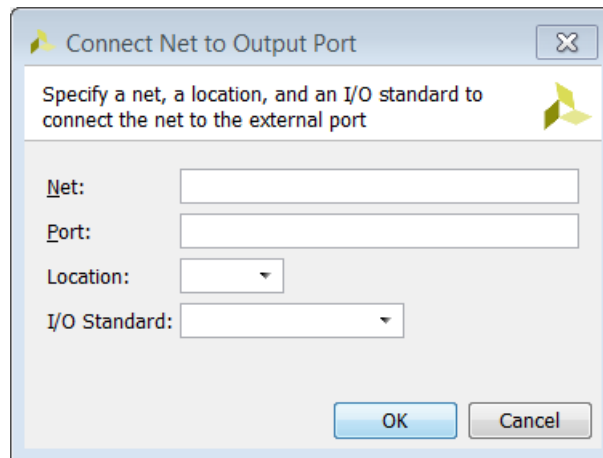 Connect Net to Output Port
Specify a net, a location, and an I/O standard to
connect the net to the external port
Net:
Port:
Location:
I/O Standard:
OK
Cancel